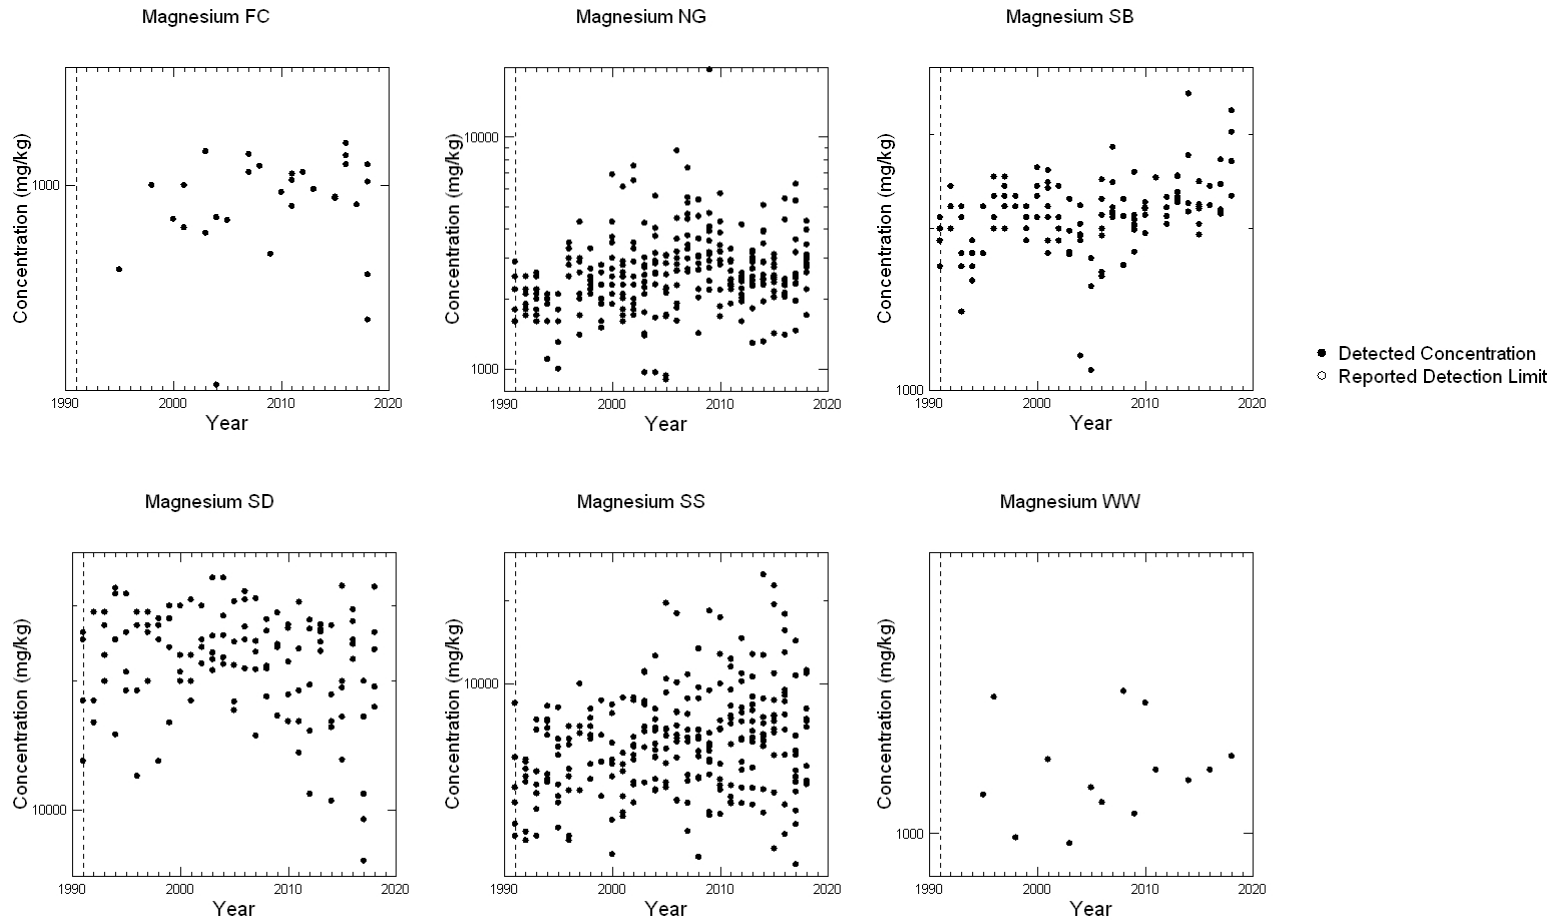 Magnesium FC
Magnesium NG
Magnesium SB
Concentration (mg/kg)
1000
1990
2000
2010
2020
Year
Concentration (mg/kg)
10000
1000
1990
2000
2010
2020
Year
Concentration (mg/kg)
1000
1990
2000
2010
2020
Year
Detected Concentration
Reported Detection Limit
Magnesium SD
Magnesium SS
Magnesium WW
Concentration (mg/kg)
10000
1990
2000
2010
2020
Year
Concentration (mg/kg)
10000
1990
2000
2010
2020
Year
Concentration (mg/kg)
1000
1990
2000
2010
2020
Year